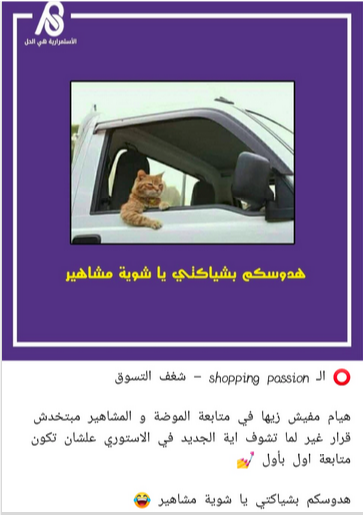 الأستمرارية هي الحل
هدوسكم بشياكتي يا شوية مشاهير
⭕ الـ shopping passion – شغف التسوق
هيام مفيش زيها في متابعة الموضة و المشاهير مبتخدش
قرار غير لما تشوف اية الجديد في الاستوري علشان تكون
متابعة اول بأول 💅
هدوسكم بشياكتي يا شوية مشاهير 😂